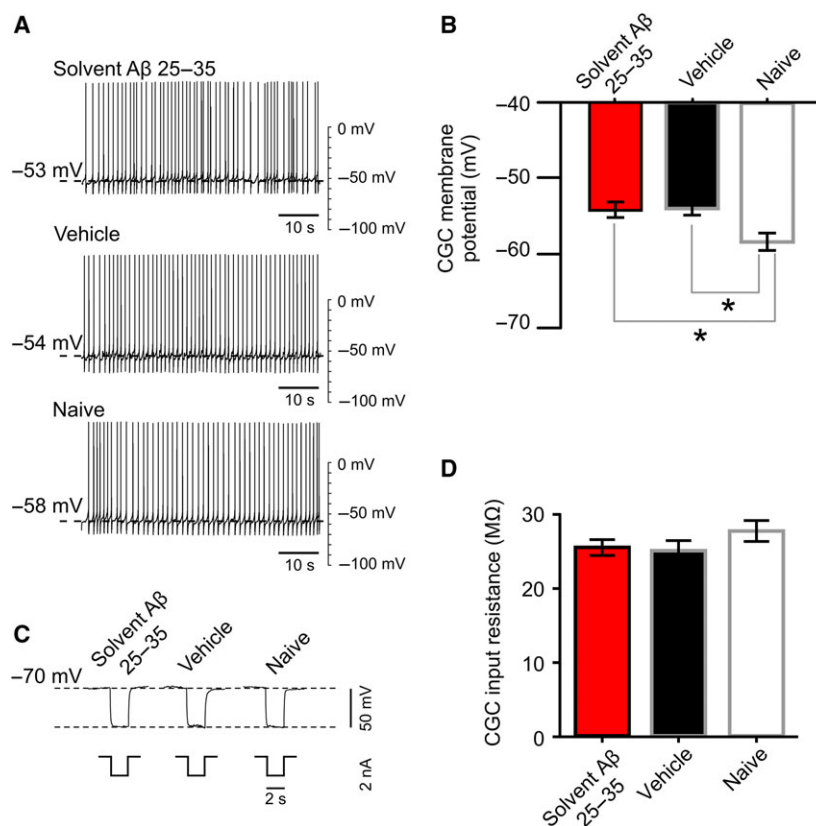 A
Solvent Aβ 25–35
–53 mV
0 mV
–50 mV
–100 mV
10 s
Vehicle
–54 mV
0 mV
–50 mV
–100 mV
10 s
Naive
–58 mV
0 mV
–50 mV
–100 mV
10 s
B
Solvent Aβ
25–35
Vehicle
Naive
CGC membrane
potential (mV)
–40
–50
–60
–70
*
*
C
Solvent Aβ
25–35
Vehicle
Naive
–70 mV
50 mV
2 nA
2 s
D
CGC input resistance (MΩ)
30
20
10
0
Solvent Aβ
25–35
Vehicle
Naive